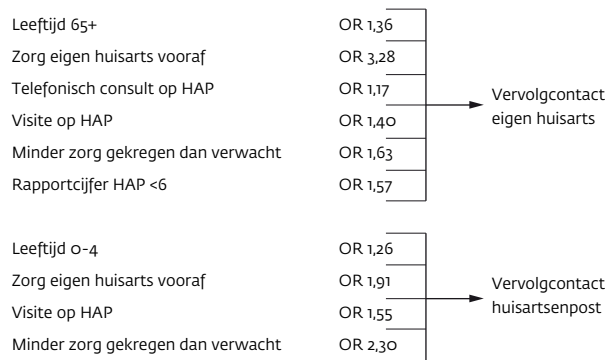 Leeftijd 65+ OR 1,36
Zorg eigen huisarts vooraf OR 3,28
Telefonisch consult op HAP OR 1,17
Visite op HAP OR 1,40
Minder zorg gekregen dan verwacht OR 1,63
Rapportcijfer HAP <6 OR 1,57
Vervolgcontact
eigen huisarts
Leeftijd 0-4 OR 1,26
Zorg eigen huisarts vooraf OR 1,91
Visite op HAP OR 1,55
Minder zorg gekregen dan verwacht OR 2,30
Vervolgcontact
huisartsenpost